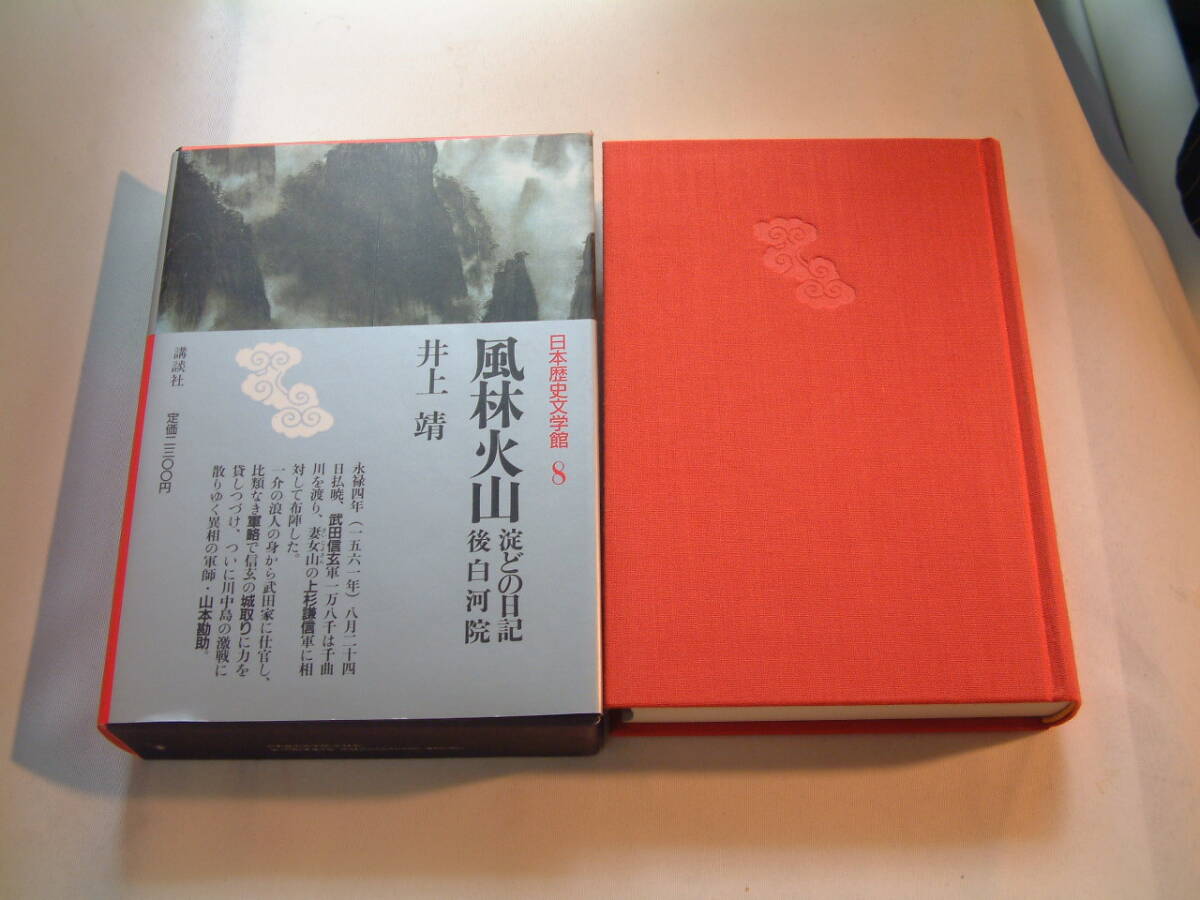 日本歴史文学館 8
風林火山
淀どの日記
後白河院
井上 靖
永禄四年（一五六一年）八月二十四
日払暁、武田信玄軍一万八千は千曲
川を渡り、妻女山の上杉謙信軍に相
対して布陣した。
一介の浪人の身から武田家に仕官し、
比類なき軍略で信玄の城取りに力を
貸しつづけ、ついに川中島の激戦に
散りゆく異相の軍師・山本勘助。
講談社
定価二三〇〇円